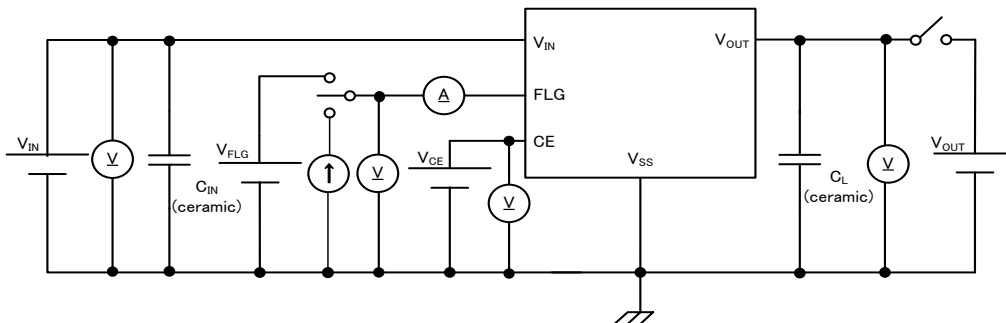 V_IN
V_OUT
FLG
CE
V_SS
A
V_IN
V
C_IN
(ceramic)
V_FLG
V
V_CE
V
C_L
(ceramic)
V
V_OUT